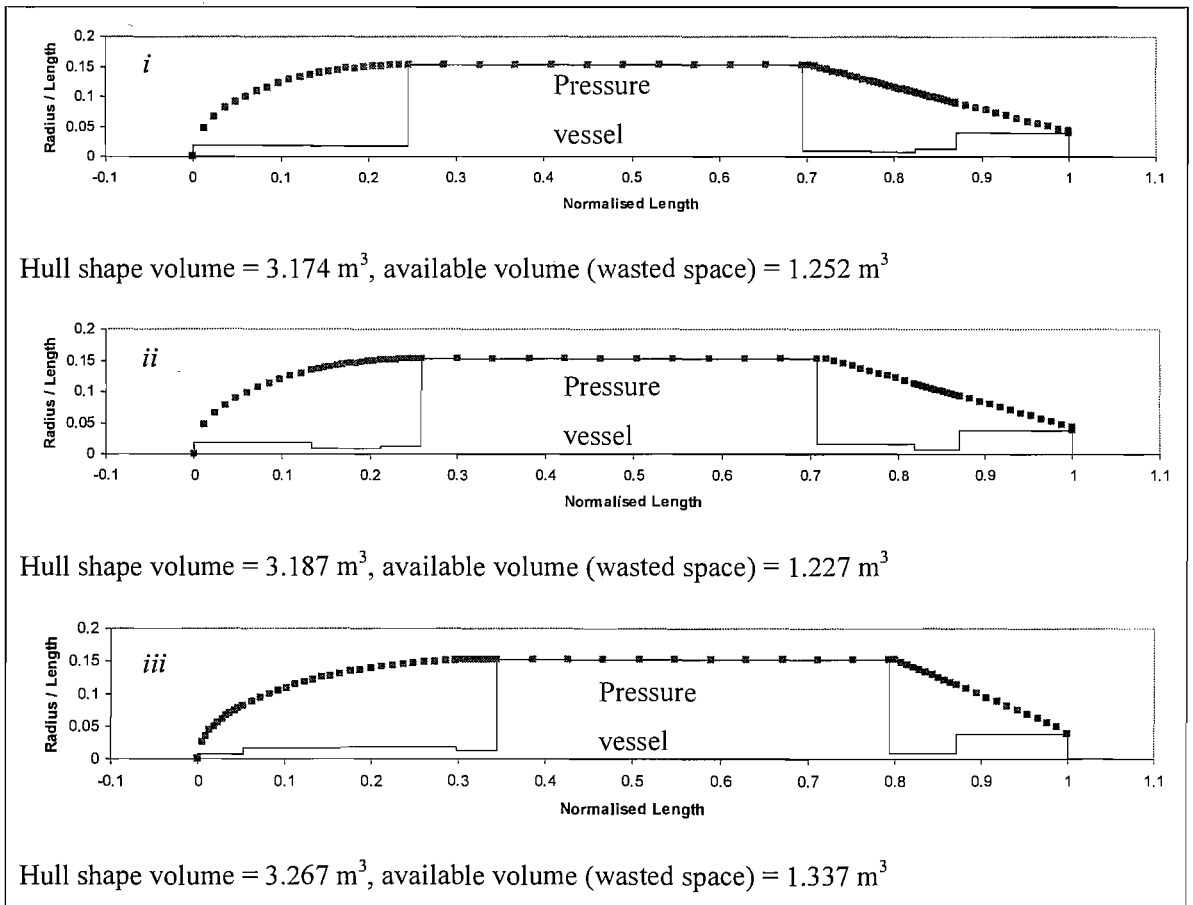 0.2
i
0.15
Pressure
0.1
vessel
0.05
0
Radius / Length
-0.1 0 0.1 0.2 0.3 0.4 0.5 0.6 0.7 0.8 0.9 1 1.1
Normalised Length
Hull shape volume = 3.174 m³, available volume (wasted space) = 1.252 m³
0.2
ii
0.15
Pressure
0.1
vessel
0.05
0
Radius / Length
-0.1 0 0.1 0.2 0.3 0.4 0.5 0.6 0.7 0.8 0.9 1 1.1
Normalised Length
Hull shape volume = 3.187 m³, available volume (wasted space) = 1.227 m³
0.2
iii
0.15
Pressure
0.1
vessel
0.05
0
Radius / Length
-0.1 0 0.1 0.2 0.3 0.4 0.5 0.6 0.7 0.8 0.9 1 1.1
Normalised Length
Hull shape volume = 3.267 m³, available volume (wasted space) = 1.337 m³